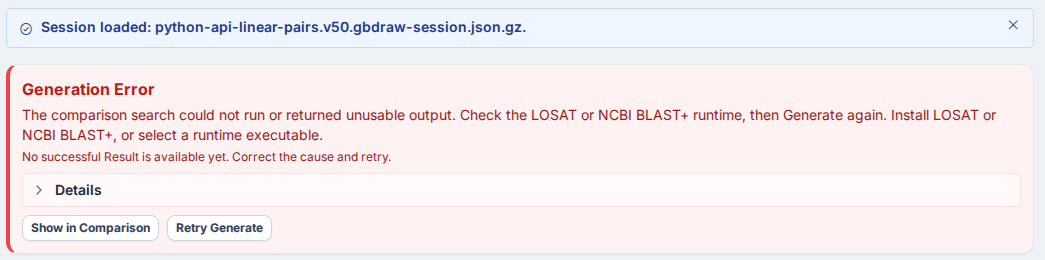 Session loaded: python-api-linear-pairs.v50.gbdraw-session.json.gz.
Generation Error
The comparison search could not run or returned unusable output. Check the LOSAT or NCBI BLAST+ runtime, then Generate again. Install LOSAT or
NCBI BLAST+, or select a runtime executable.
No successful Result is available yet. Correct the cause and retry.
Details
Show in Comparison
Retry Generate